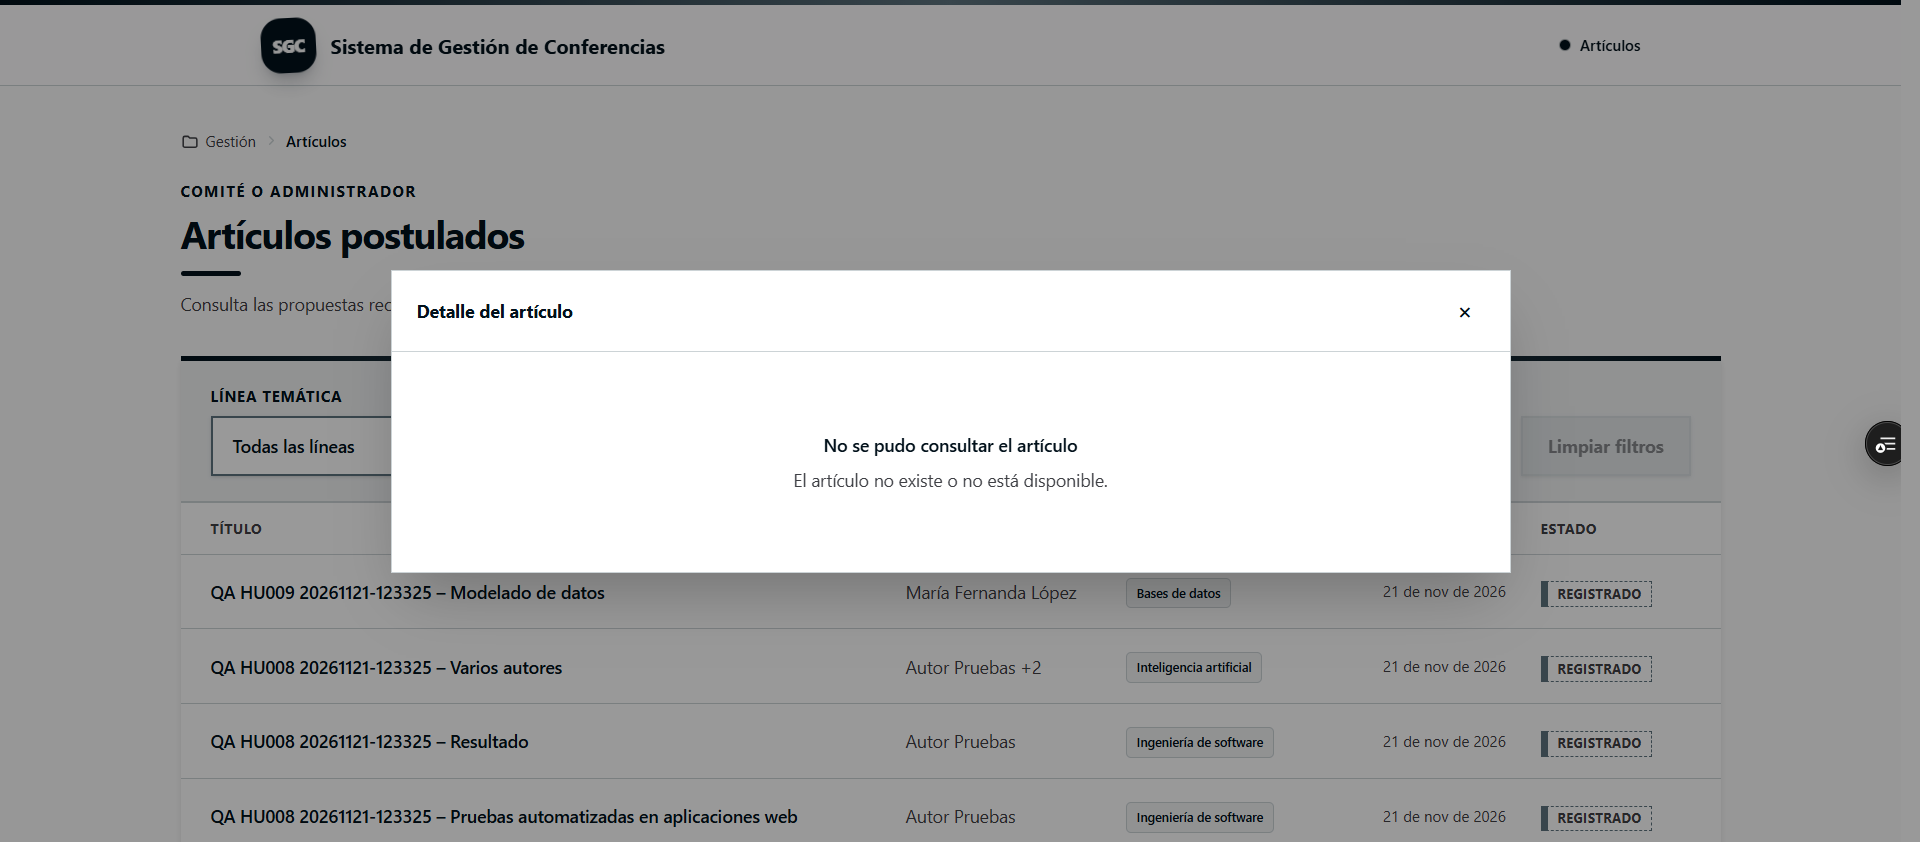 SGC
Sistema de Gestión de Conferencias
Artículos
Gestión
Artículos
COMITÉ O ADMINISTRADOR
Artículos postulados
Consulta las propuestas
Detalle del artículo
×
No se pudo consultar el artículo
El artículo no existe o no está disponible.
LÍNEA TEMÁTICA
Todas las líneas
Limpiar filtros
TÍTULO
ESTADO
QA HU009 20261121-123325 – Modelado de datos
María Fernanda López
Bases de datos
21 de nov de 2026
REGISTRADO
QA HU008 20261121-123325 – Varios autores
Autor Pruebas +2
Inteligencia artificial
21 de nov de 2026
REGISTRADO
QA HU008 20261121-123325 – Resultado
Autor Pruebas
Ingeniería de software
21 de nov de 2026
REGISTRADO
QA HU008 20261121-123325 – Pruebas automatizadas en aplicaciones web
Autor Pruebas
Ingeniería de software
21 de nov de 2026
REGISTRADO